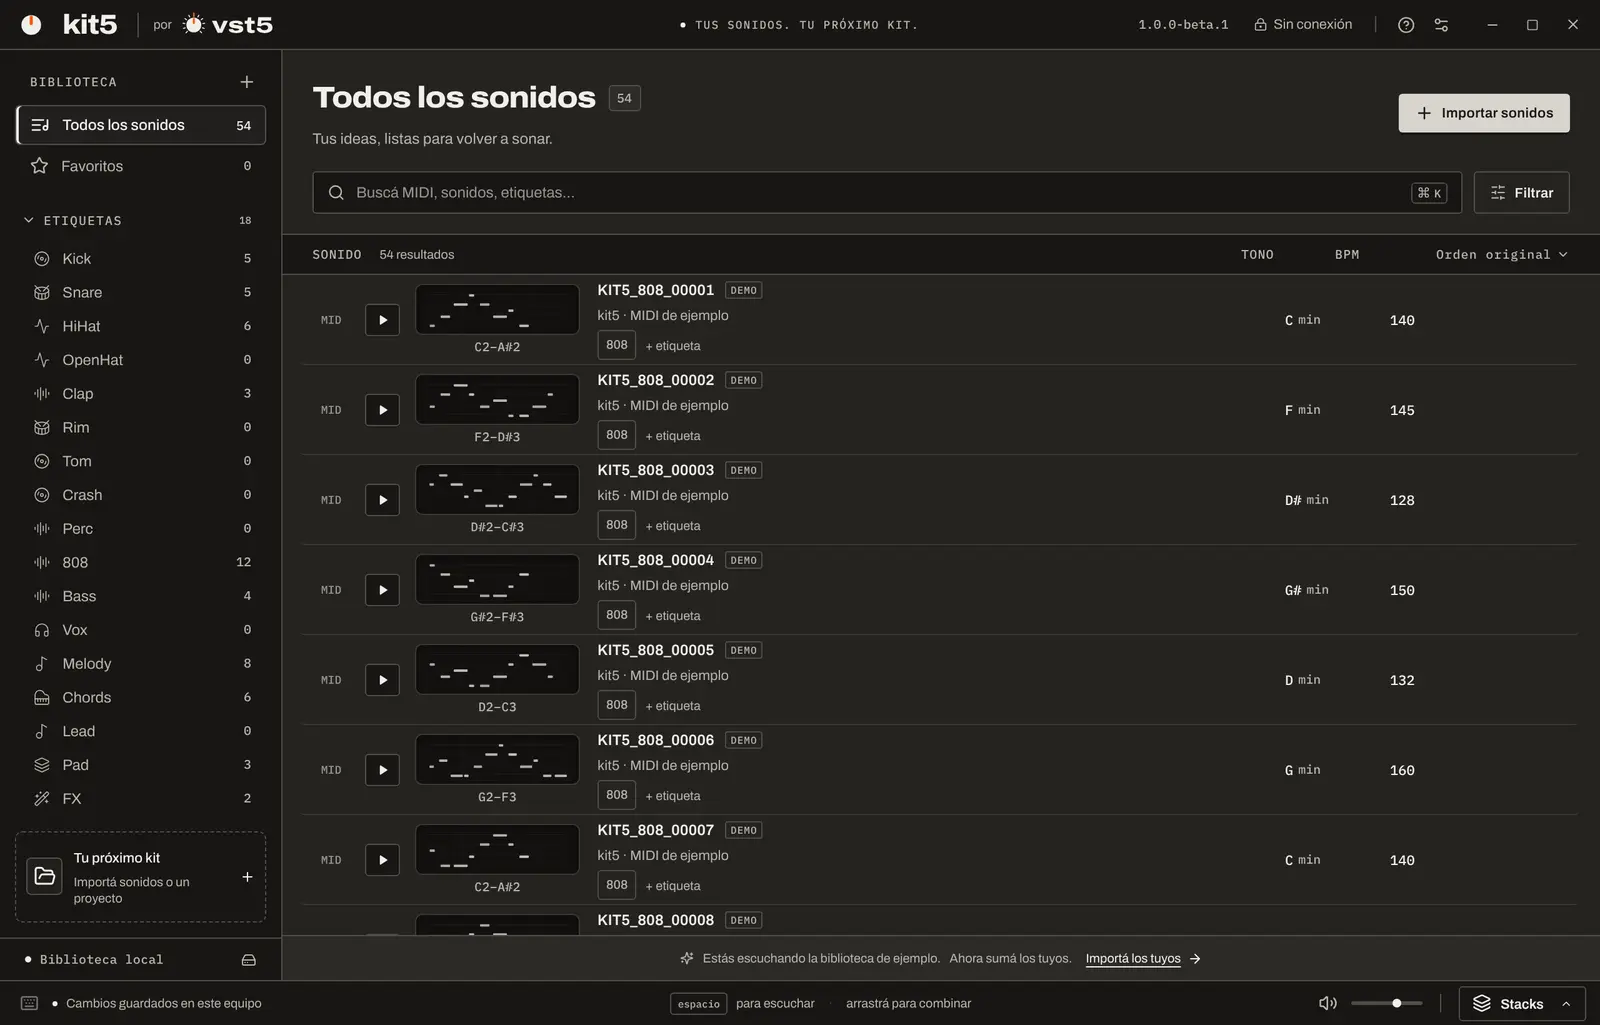 kit5 por vst5
TUS SONIDOS. TU PRÓXIMO KIT.
1.0.0-beta.1 Sin conexión
BIBLIOTECA
Todos los sonidos 54
Favoritos 0
ETIQUETAS 18
Kick 5
Snare 5
HiHat 6
OpenHat 0
Clap 3
Rim 0
Tom 0
Crash 0
Perc 0
808 12
Bass 4
Vox 0
Melody 8
Chords 6
Lead 0
Pad 3
FX 2
Tu próximo kit
Importá sonidos o un
proyecto
Biblioteca local
Todos los sonidos 54
Tus ideas, listas para volver a sonar.
Importar sonidos
Buscá MIDI, sonidos, etiquetas... ⌘ K
Filtrar
SONIDO 54 resultados TONO BPM Orden original
KIT5_808_00001 DEMO
kit5 · MIDI de ejemplo
MID C min 140
C2–A#2 808 + etiqueta
KIT5_808_00002 DEMO
kit5 · MIDI de ejemplo
MID F min 145
F2–D#3 808 + etiqueta
KIT5_808_00003 DEMO
kit5 · MIDI de ejemplo
MID D# min 128
D#2–C#3 808 + etiqueta
KIT5_808_00004 DEMO
kit5 · MIDI de ejemplo
MID G# min 150
G#2–F#3 808 + etiqueta
KIT5_808_00005 DEMO
kit5 · MIDI de ejemplo
MID D min 132
D2–C3 808 + etiqueta
KIT5_808_00006 DEMO
kit5 · MIDI de ejemplo
MID G min 160
G2–F3 808 + etiqueta
KIT5_808_00007 DEMO
kit5 · MIDI de ejemplo
MID C min 140
C2–A#2 808 + etiqueta
KIT5_808_00008 DEMO
Estás escuchando la biblioteca de ejemplo. Ahora sumá los tuyos. Importá los tuyos →
Cambios guardados en este equipo
espacio para escuchar · arrastrá para combinar
Stacks